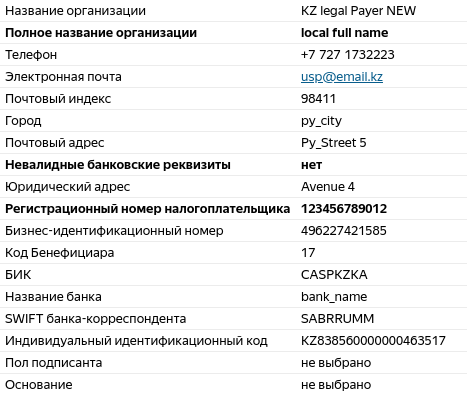 Название организации KZ legal Payer NEW
Полное название организации local full name
Телефон +7 727 1732223
Электронная почта usp@email.kz
Почтовый индекс 98411
Город py_city
Почтовый адрес Py_Street 5
Невалидные банковские реквизиты нет
Юридический адрес Avenue 4
Регистрационный номер налогоплательщика 123456789012
Бизнес-идентификационный номер 496227421585
Код Бенефициара 17
БИК CASPKZKA
Название банка bank_name
SWIFT банка-корреспондента SABRRUMM
Индивидуальный идентификационный код KZ838560000000463517
Пол подписанта не выбрано
Основание не выбрано